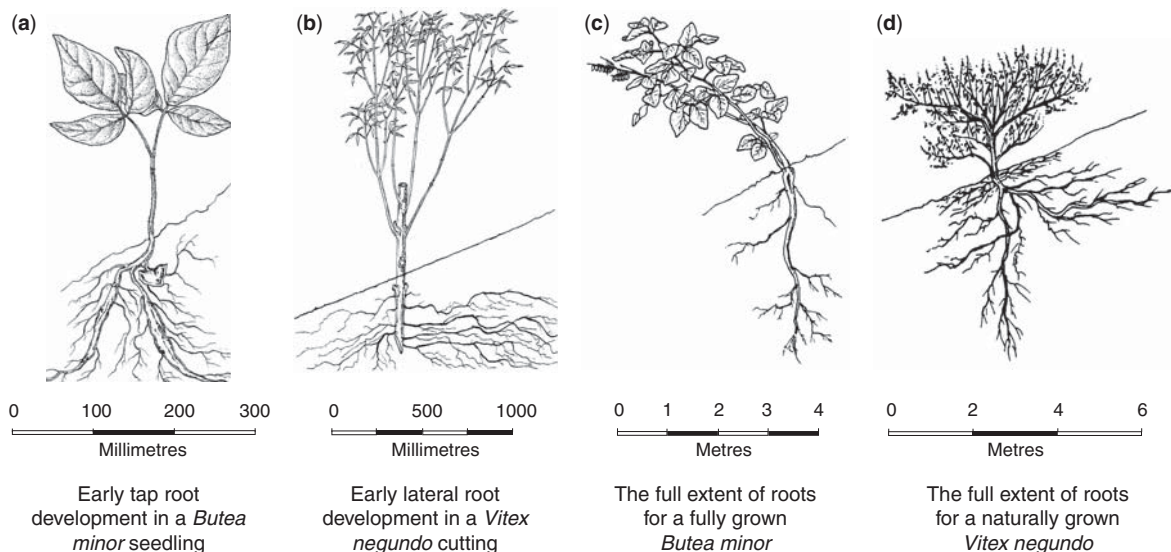 (a)
(b)
(c)
(d)
0 100 200 300
Millimetres
0 500 1000
Millimetres
0 1 2 3 4
Metres
0 2 4 6
Metres
Early tap root
development in a Butea
minor seedling
Early lateral root
development in a Vitex
negundo cutting
The full extent of roots
for a fully grown
Butea minor
The full extent of roots
for a naturally grown
Vitex negundo